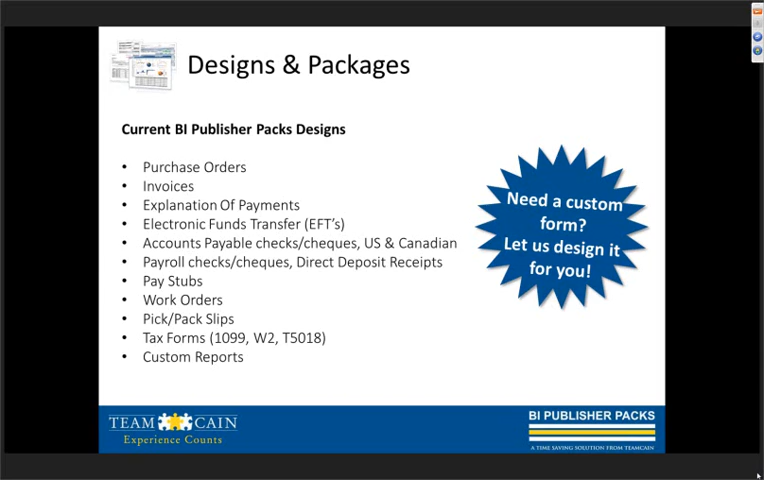 Designs & Packages
Current BI Publisher Packs Designs
• Purchase Orders
• Invoices
• Explanation Of Payments
• Electronic Funds Transfer (EFT's)
• Accounts Payable checks/cheques, US & Canadian
• Payroll checks/cheques, Direct Deposit Receipts
• Pay Stubs
• Work Orders
• Pick/Pack Slips
• Tax Forms (1099, W2, T5018)
• Custom Reports
Need a custom
form?
Let us design it
for you!
TEAM CAIN
Experience Counts
BI PUBLISHER PACKS
A TIME SAVING SOLUTION FROM TEAMCAIN